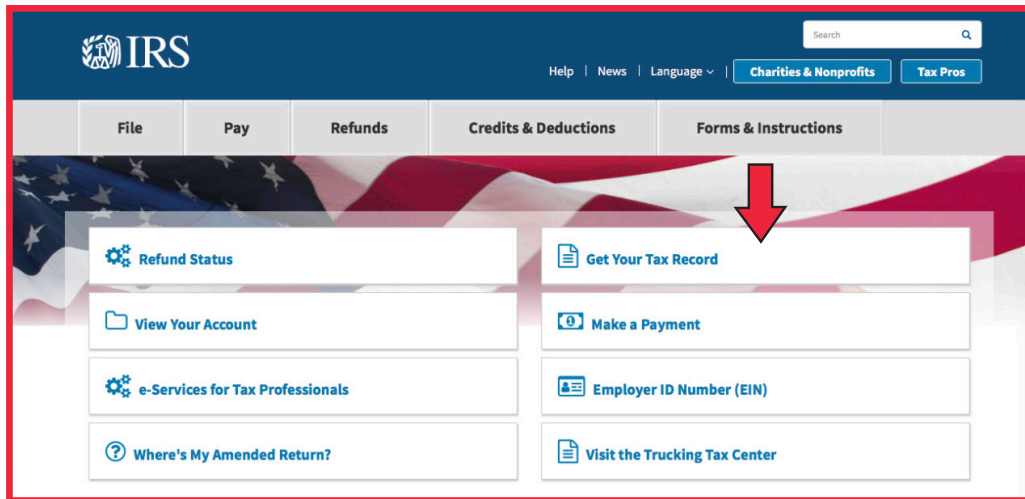 Search
IRS
Help | News | Language | Charities & Nonprofits Tax Pros
File Pay Refunds Credits & Deductions Forms & Instructions
Refund Status Get Your Tax Record
View Your Account Make a Payment
e-Services for Tax Professionals Employer ID Number (EIN)
Where's My Amended Return? Visit the Trucking Tax Center